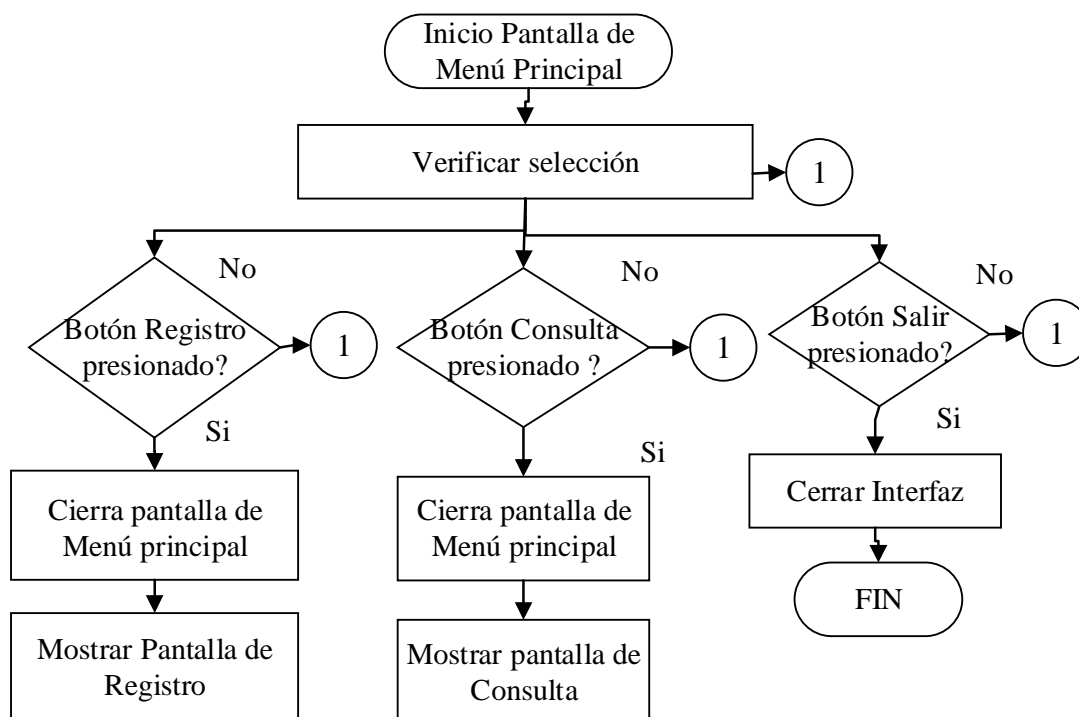 Inicio Pantalla de
Menú Principal
Verificar selección
1
No
Botón Registro
presionado?
1
Si
Cierra pantalla de
Menú principal
Mostrar Pantalla de
Registro
No
Botón Consulta
presionado ?
1
Si
Cierra pantalla de
Menú principal
Mostrar pantalla de
Consulta
No
Botón Salir
presionado?
1
Si
Cerrar Interfaz
FIN